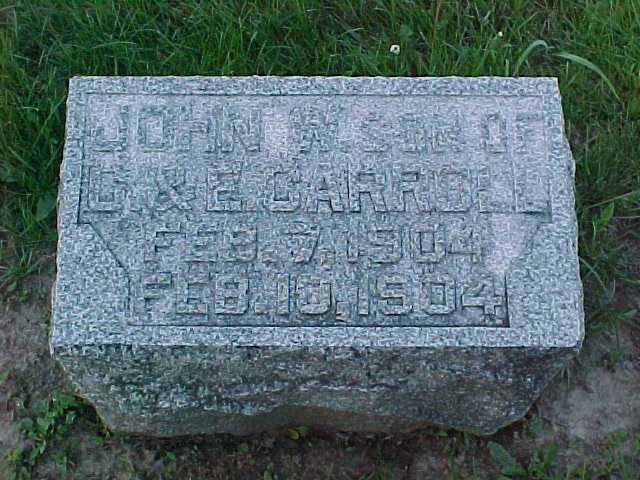 JOHN W. SON OF
C. & E. CARROLL
FEB. 7, 1904
FEB. 10, 1904